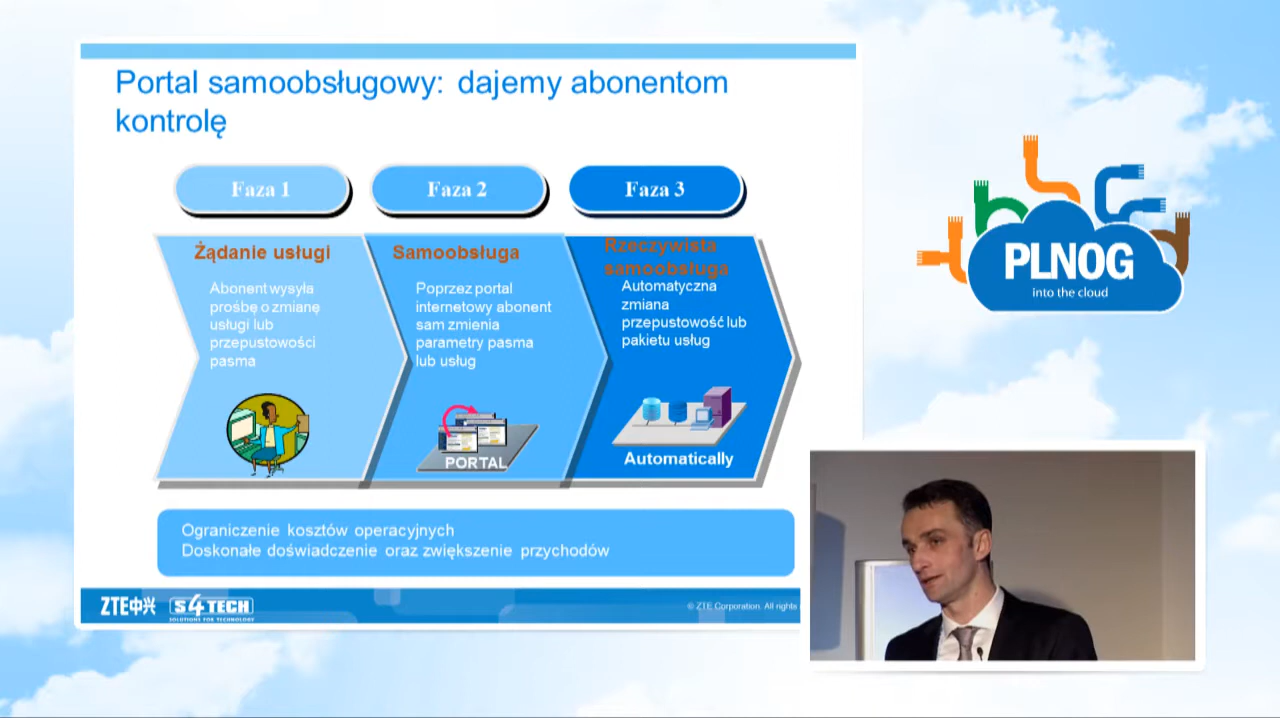 Portal samoobsługowy: dajemy abonentom
kontrolę
Faza 1
Faza 2
Faza 3
Żądanie usługi
Abonent wysyła
prośbę o zmianę
usługi lub
przepustowości
pasma
Samoobsługa
Poprzez portal
internetowy abonent
sam zmienia
parametry pasma
lub usług
PORTAL
Rzeczywista
samoobsługa
Automatyczna
zmiana
przepustowość lub
pakietu usług
Automatically
Ograniczenie kosztów operacyjnych
Doskonałe doświadczenie oraz zwiększenie przychodów
ZTE中兴
S4TECH
SOLUTIONS FOR TECHNOLOGY
© ZTE Corporation. All rights
PLNOG
into the cloud